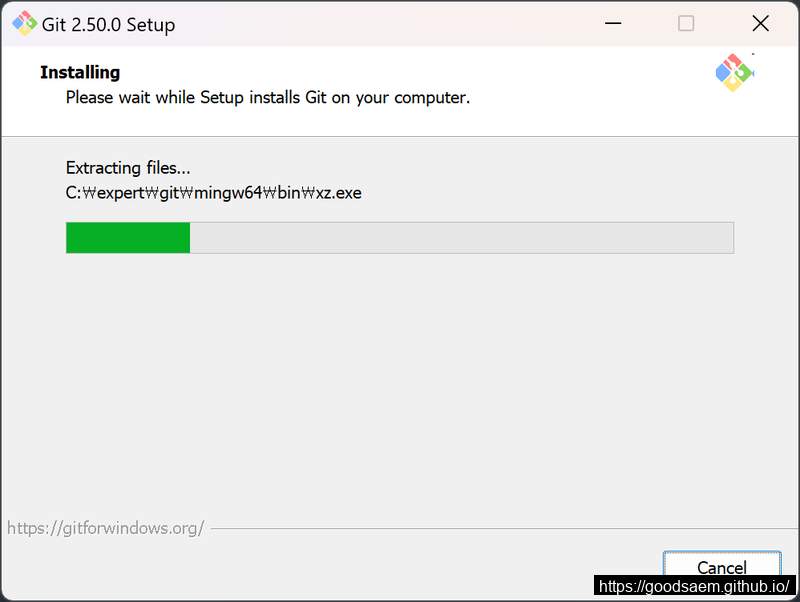 Git 2.50.0 Setup
Installing
Please wait while Setup installs Git on your computer.
Extracting files...
C:₩expert₩git₩mingw64₩bin₩xz.exe
https://gitforwindows.org/
Cancel
https://goodsaem.github.io/